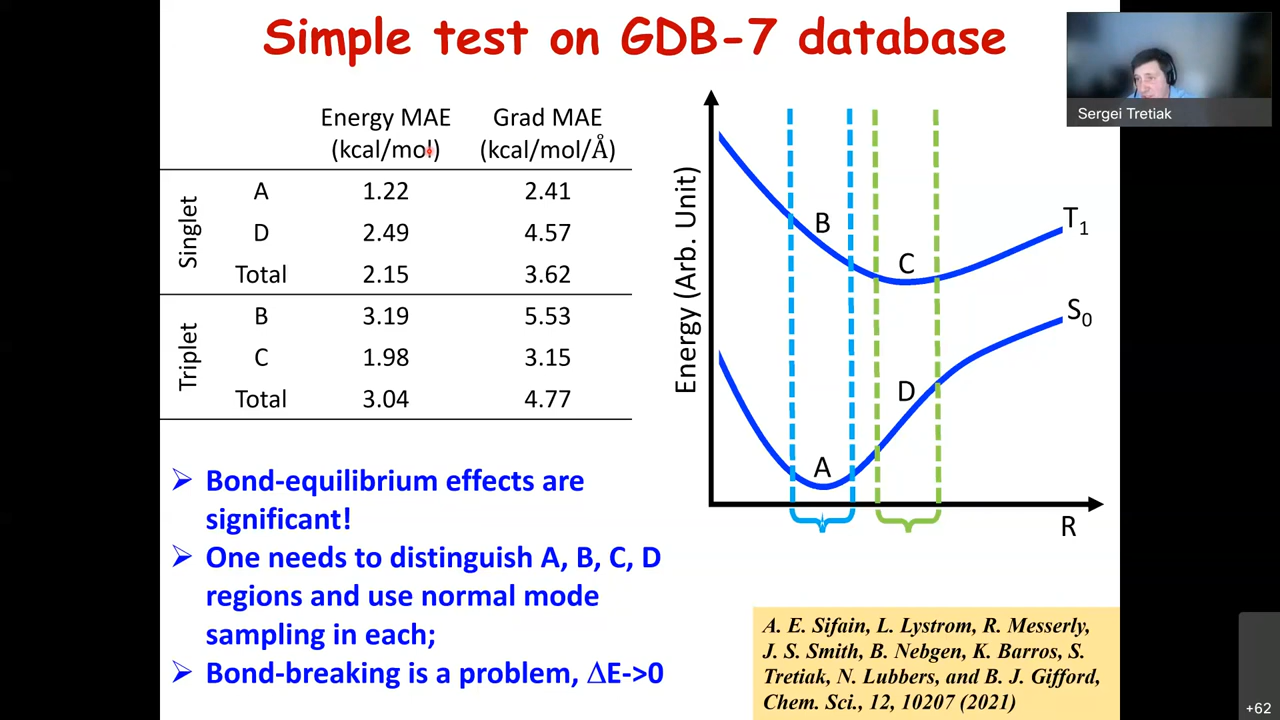 Simple test on GDB-7 database
Sergei Tretiak
Energy MAE Grad MAE
(kcal/mol) (kcal/mol/Å)
Singlet
A 1.22 2.41
D 2.49 4.57
Total 2.15 3.62
Triplet
B 3.19 5.53
C 1.98 3.15
Total 3.04 4.77
Energy (Arb. Unit)
B
C
T₁
S₀
D
A
R
➢ Bond-equilibrium effects are
significant!
➢ One needs to distinguish A, B, C, D
regions and use normal mode
sampling in each;
➢ Bond-breaking is a problem, ΔE->0
A. E. Sifain, L. Lystrom, R. Messerly,
J. S. Smith, B. Nebgen, K. Barros, S.
Tretiak, N. Lubbers, and B. J. Gifford,
Chem. Sci., 12, 10207 (2021)
+62